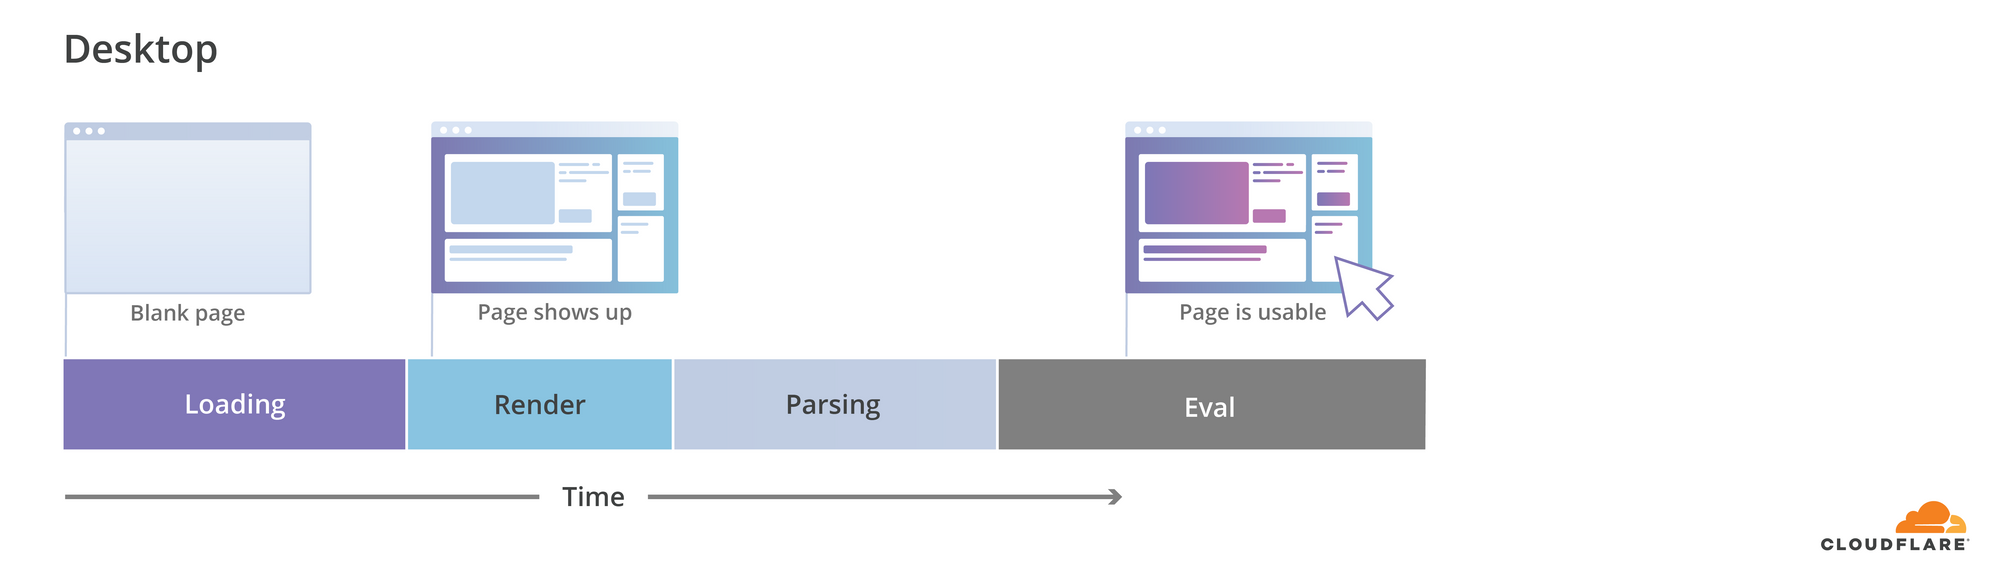 Desktop
Blank page
Page shows up
Page is usable
Loading
Render
Parsing
Eval
Time
CLOUDFLARE